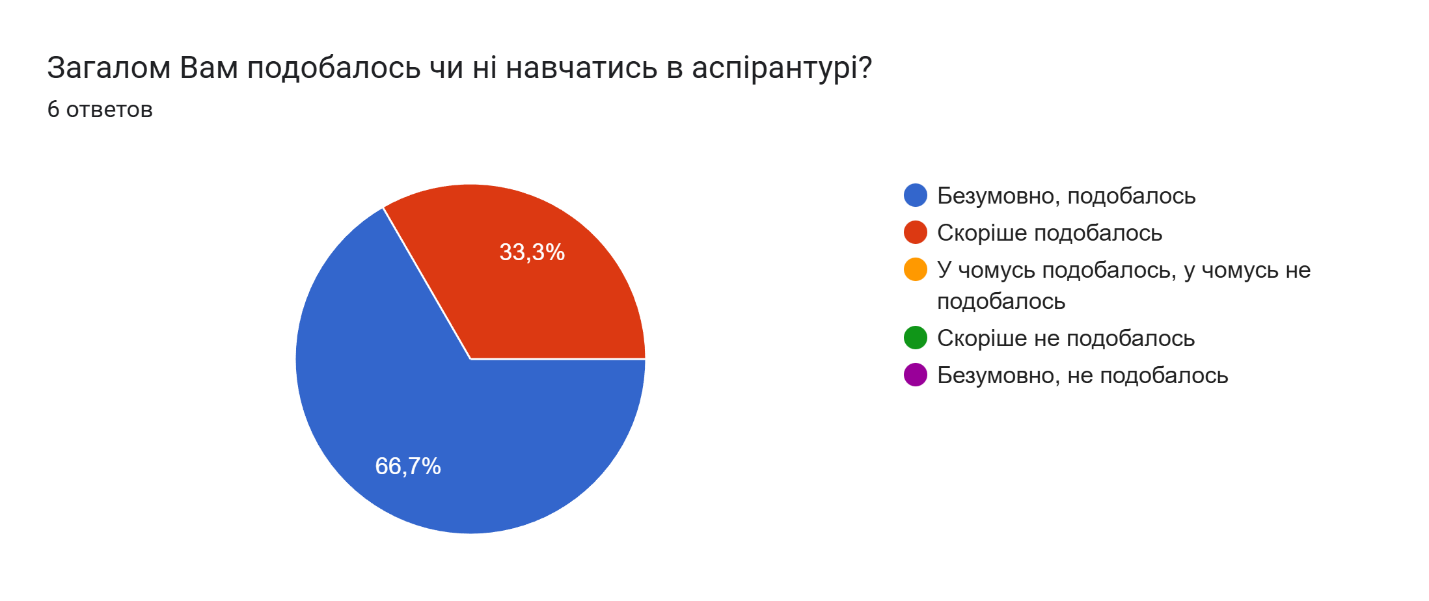 Загалом Вам подобалось чи ні навчатись в аспірантурі?
6 ответов
33,3%
66,7%
Безумовно, подобалось
Скоріше подобалось
У чомусь подобалось, у чомусь не
подобалось
Скоріше не подобалось
Безумовно, не подобалось